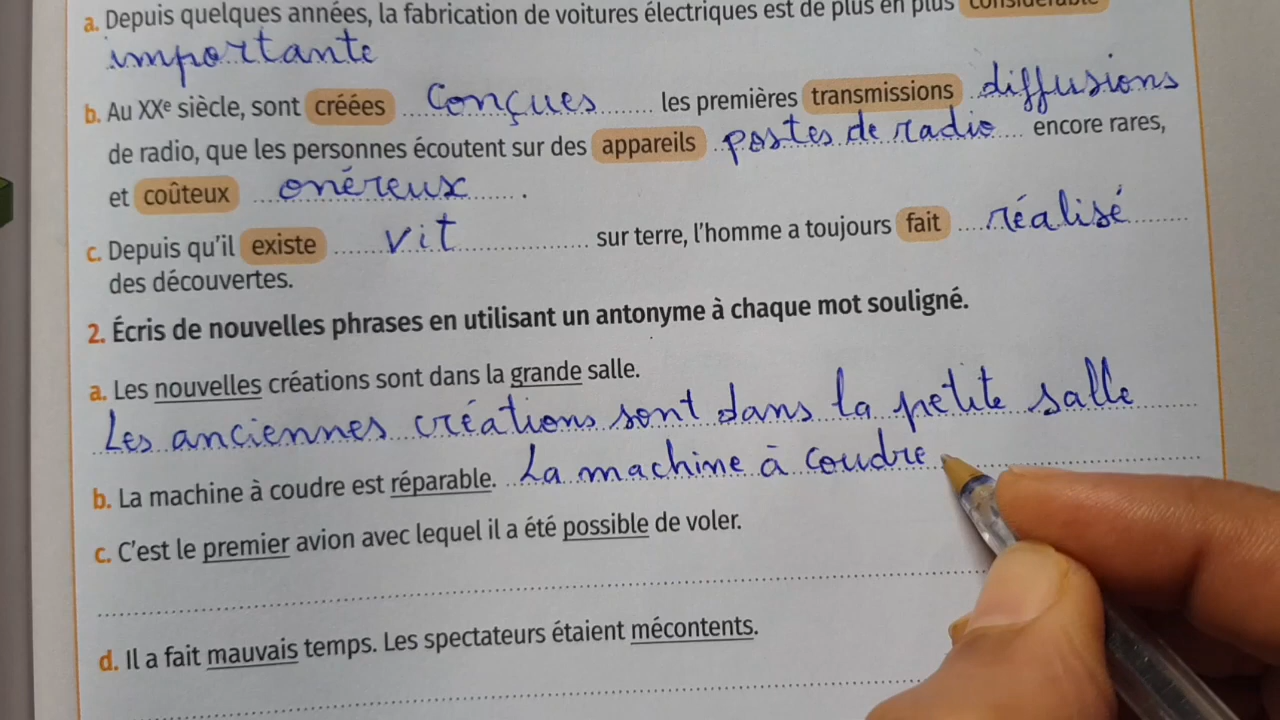 a. Depuis quelques années, la fabrication de voitures électriques est de plus en plus considérable
importante
b. Au XXe siècle, sont créées conçues les premières transmissions diffusions
de radio, que les personnes écoutent sur des appareils postes de radio encore rares,
et coûteux onéreux .
c. Depuis qu'il existe vit sur terre, l'homme a toujours fait réalisé
des découvertes.
2. Écris de nouvelles phrases en utilisant un antonyme à chaque mot souligné.
a. Les nouvelles créations sont dans la grande salle.
Les anciennes créations sont dans la petite salle
b. La machine à coudre est réparable. La machine à coudre
c. C'est le premier avion avec lequel il a été possible de voler.
d. Il a fait mauvais temps. Les spectateurs étaient mécontents.